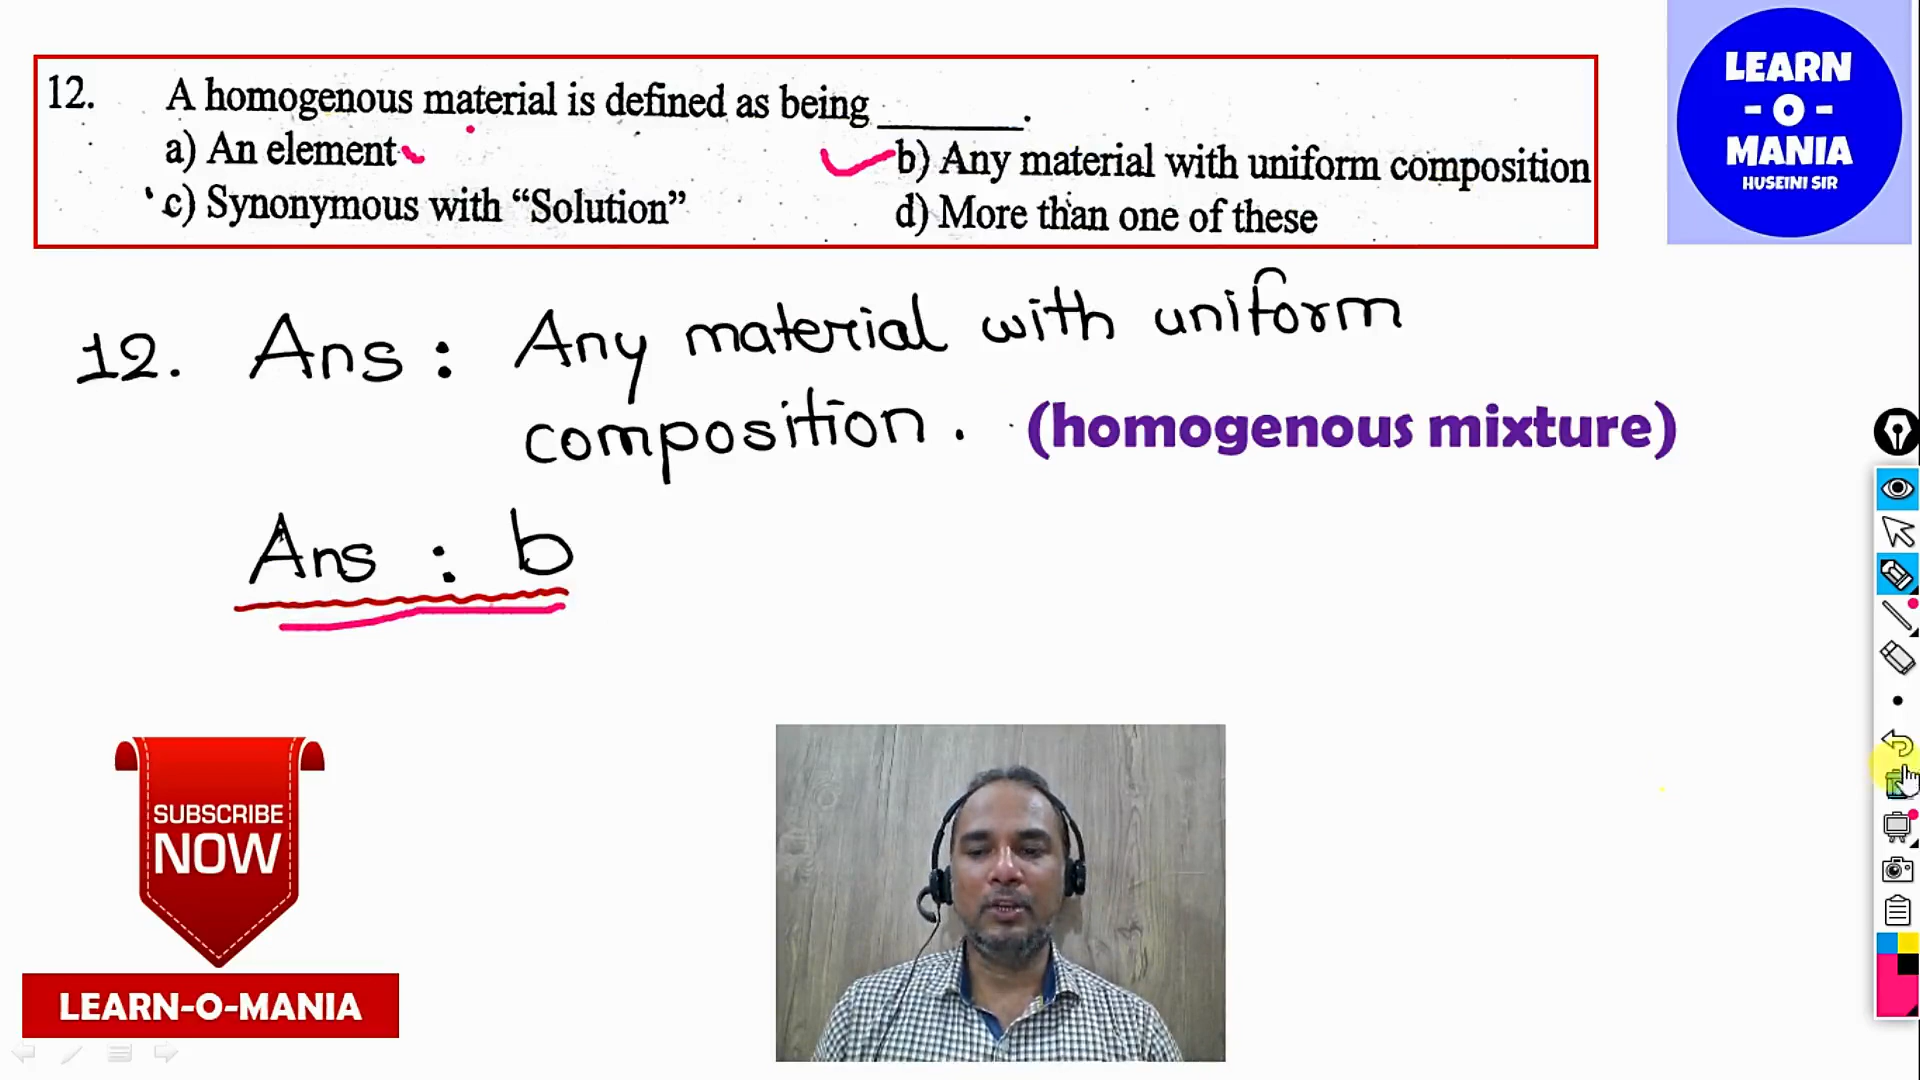 12. A homogenous material is defined as being ______.
a) An element b) Any material with uniform composition
c) Synonymous with “Solution” d) More than one of these
LEARN
- O -
MANIA
HUSEINI SIR
12. Ans : Any material with uniform
composition. (homogenous mixture)
Ans : b
SUBSCRIBE
NOW
LEARN-O-MANIA